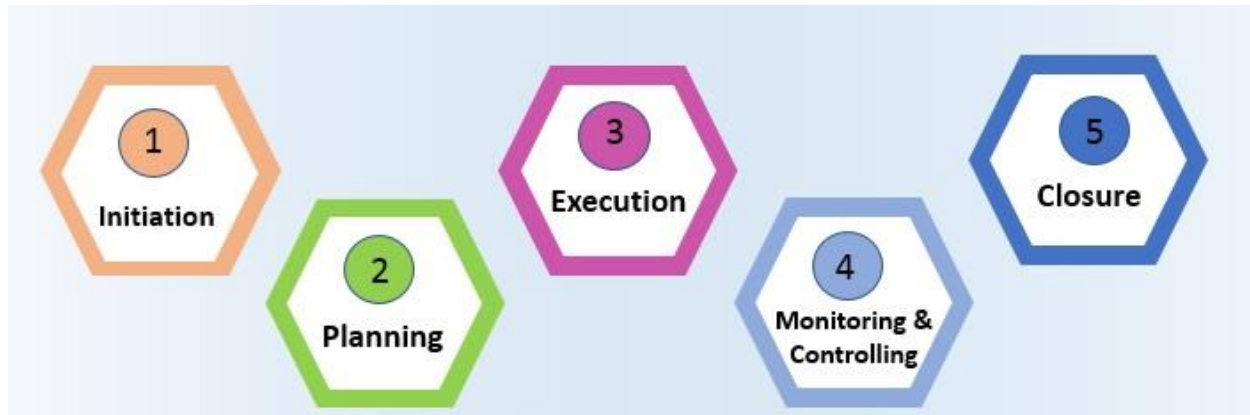 1
Initiation
2
Planning
3
Execution
4
Monitoring &
Controlling
5
Closure